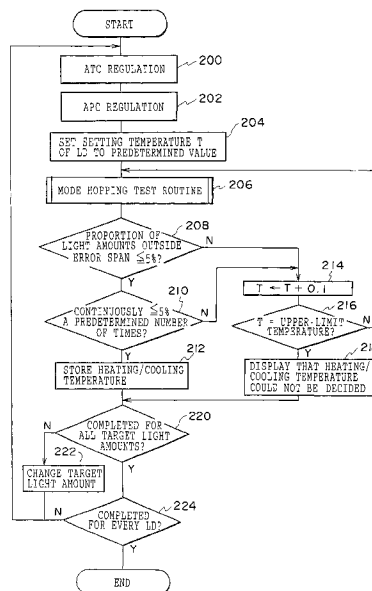 START
ATC REGULATION
200
APC REGULATION
202
204
SET SETTING TEMPERATURE T
OF LD TO PREDETERMINED VALUE
MODE HOPPING TEST ROUTINE
206
208
PROPORTION OF
LIGHT AMOUNTS OUTSIDE
ERROR SPAN ≦5%?
N
Y
210
CONTINUOUSLY ≦5%
A PREDETERMINED NUMBER
OF TIMES?
N
Y
214
T ← T + 0.1
216
T = UPPER-LIMIT
TEMPERATURE?
N
Y
212
STORE HEATING/COOLING
TEMPERATURE
21
DISPLAY THAT HEATING/
COOLING TEMPERATURE
COULD NOT BE DECIDED
220
COMPLETED FOR
ALL TARGET LIGHT
AMOUNTS?
N
Y
222
CHANGE TARGET
LIGHT AMOUNT
224
COMPLETED
FOR EVERY LD?
N
Y
END